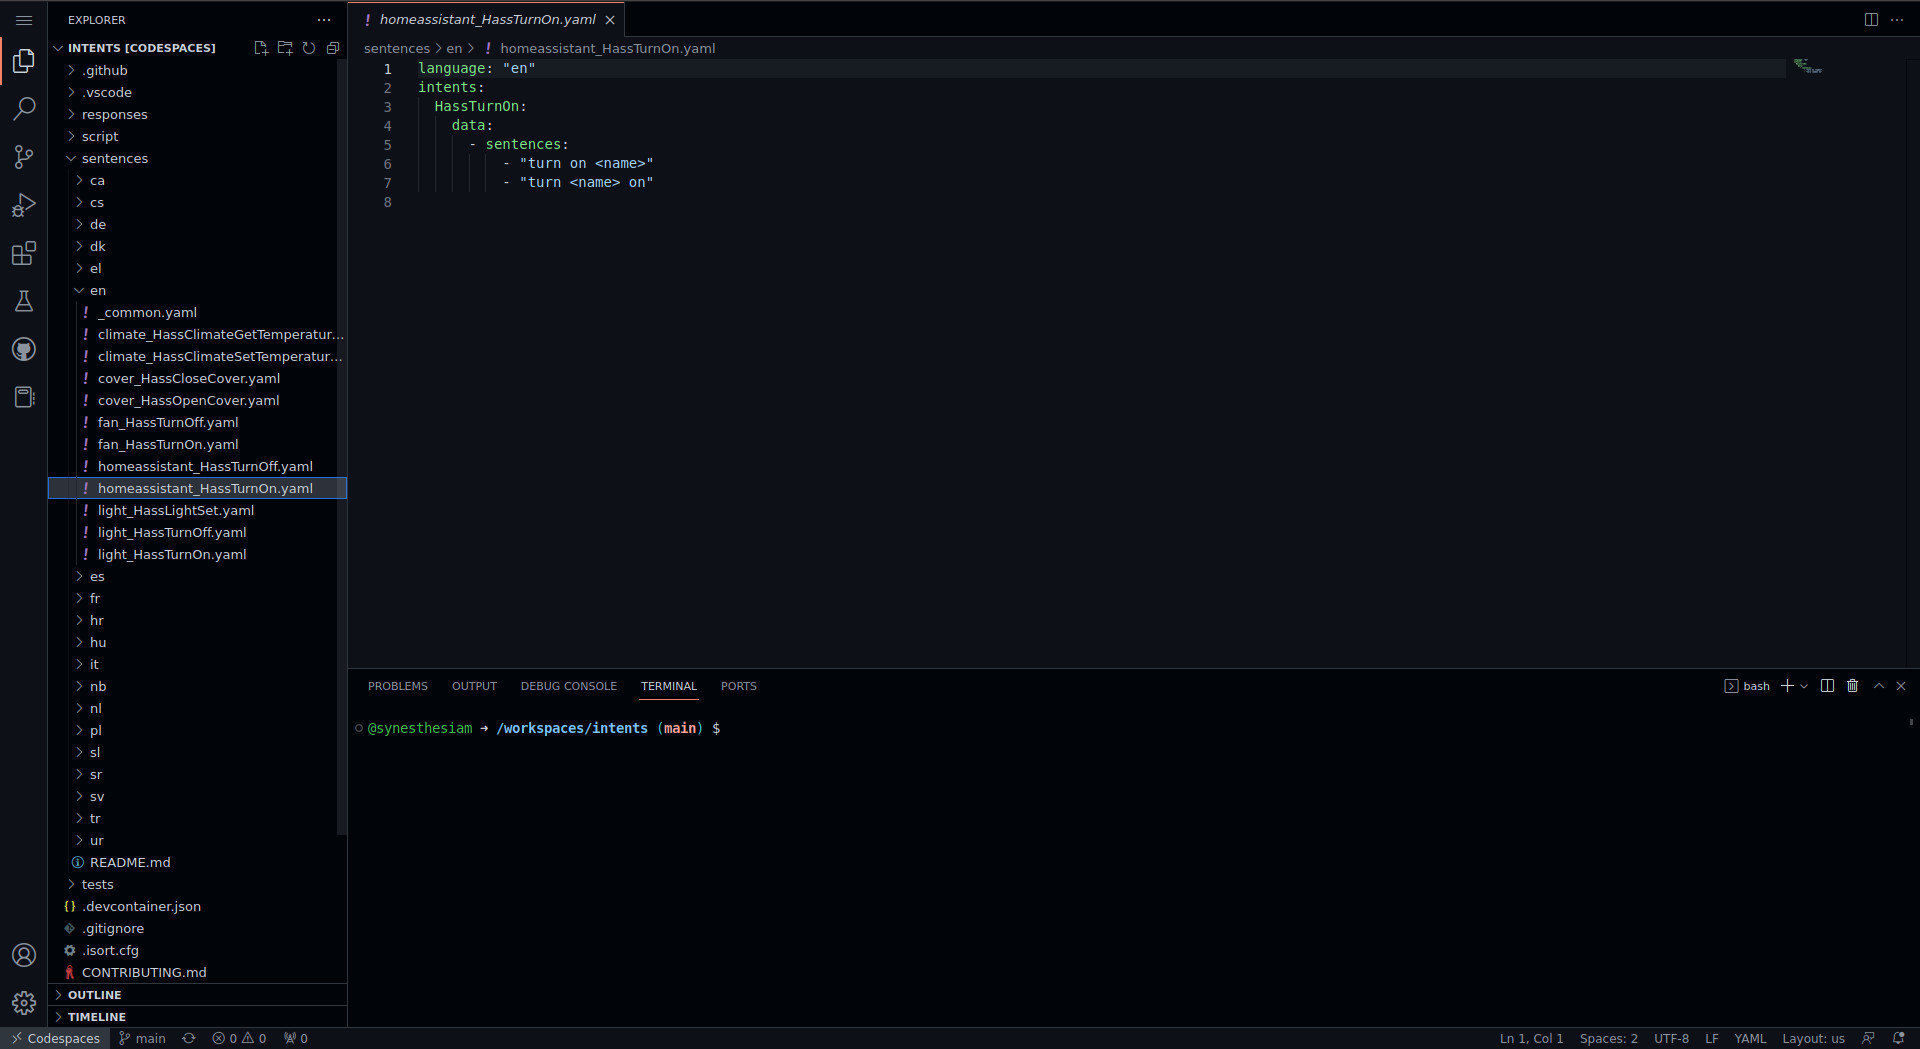 EXPLORER
INTENTS [CODESPACES]
.github
.vscode
responses
script
sentences
ca
cs
de
dk
el
en
_common.yaml
climate_HassClimateGetTemperatur...
climate_HassClimateSetTemperatur...
cover_HassCloseCover.yaml
cover_HassOpenCover.yaml
fan_HassTurnOff.yaml
fan_HassTurnOn.yaml
homeassistant_HassTurnOff.yaml
homeassistant_HassTurnOn.yaml
light_HassLightSet.yaml
light_HassTurnOff.yaml
light_HassTurnOn.yaml
es
fr
hr
hu
it
nb
nl
pl
sl
sr
sv
tr
ur
README.md
tests
.devcontainer.json
.gitignore
.isort.cfg
CONTRIBUTING.md
OUTLINE
TIMELINE
homeassistant_HassTurnOn.yaml
sentences > en > homeassistant_HassTurnOn.yaml
1 language: "en"
2 intents:
3 HassTurnOn:
4 data:
5 - sentences:
6 - "turn on <name>"
7 - "turn <name> on"
8
PROBLEMS OUTPUT DEBUG CONSOLE TERMINAL PORTS bash
@synesthesiam → /workspaces/intents (main) $
Codespaces main 0 0 0 Ln 1, Col 1 Spaces: 2 UTF-8 LF YAML Layout: us